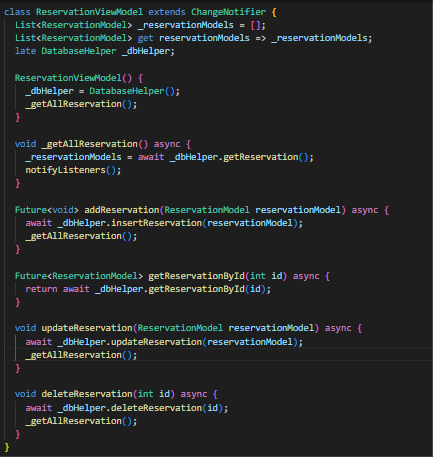 class ReservationViewModel extends ChangeNotifier {
  List<ReservationModel> _reservationModels = [];
  List<ReservationModel> get reservationModels => _reservationModels;
  late DatabaseHelper _dbHelper;

  ReservationViewModel() {
    _dbHelper = DatabaseHelper();
    _getAllReservation();
  }

  void _getAllReservation() async {
    _reservationModels = await _dbHelper.getReservation();
    notifyListeners();
  }

  Future<void> addReservation(ReservationModel reservationModel) async {
    await _dbHelper.insertReservation(reservationModel);
    _getAllReservation();
  }

  Future<ReservationModel> getReservationById(int id) async {
    return await _dbHelper.getReservationById(id);
  }

  void updateReservation(ReservationModel reservationModel) async {
    await _dbHelper.updateReservation(reservationModel);
    _getAllReservation();
  }

  void deleteReservation(int id) async {
    await _dbHelper.deleteReservation(id);
    _getAllReservation();
  }
}